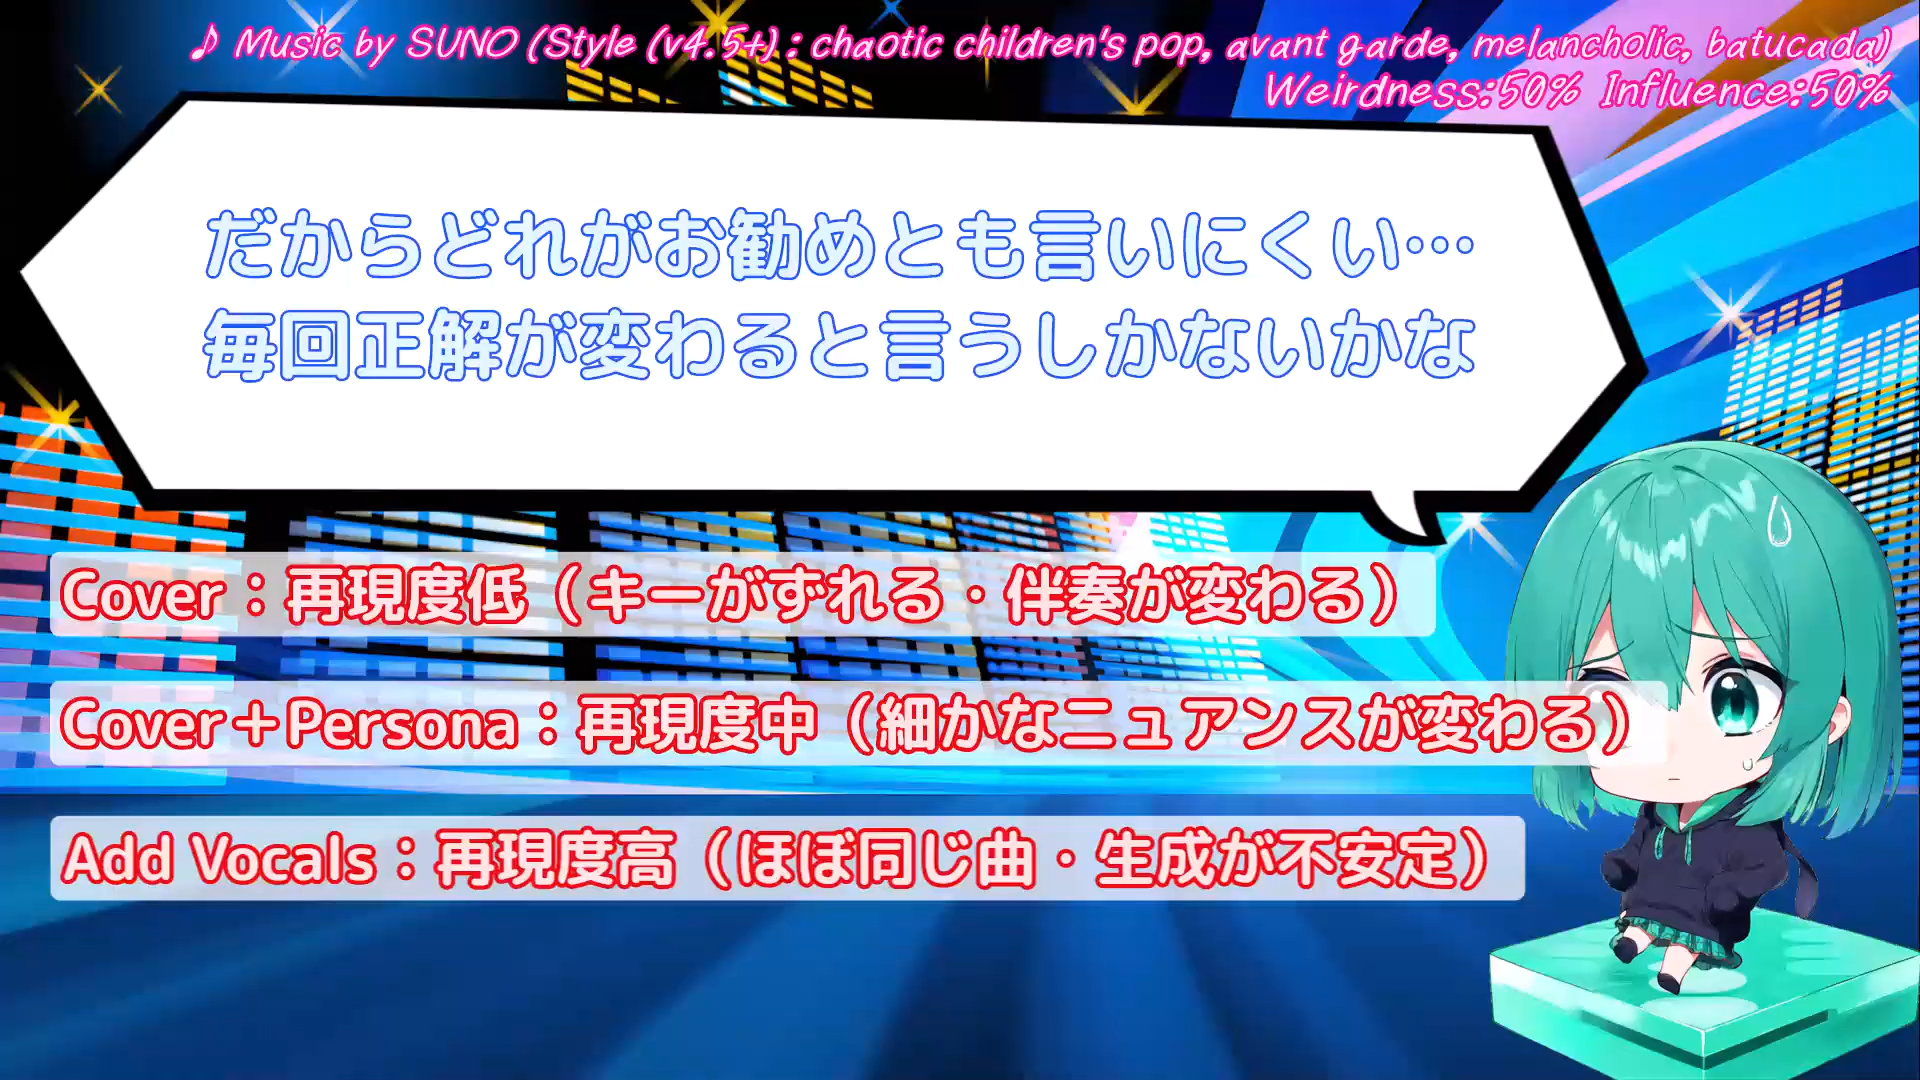 ♪ Music by SUNO (Style (v4.5+) : chaotic children's pop, avant garde, melancholic, batucada)
Weirdness:50% Influence:50%
だからどれがお勧めとも言いにくい…
毎回正解が変わると言うしかないかな
Cover：再現度低（キーがずれる・伴奏が変わる）
Cover＋Persona：再現度中（細かなニュアンスが変わる）
Add Vocals：再現度高（ほぼ同じ曲・生成が不安定）